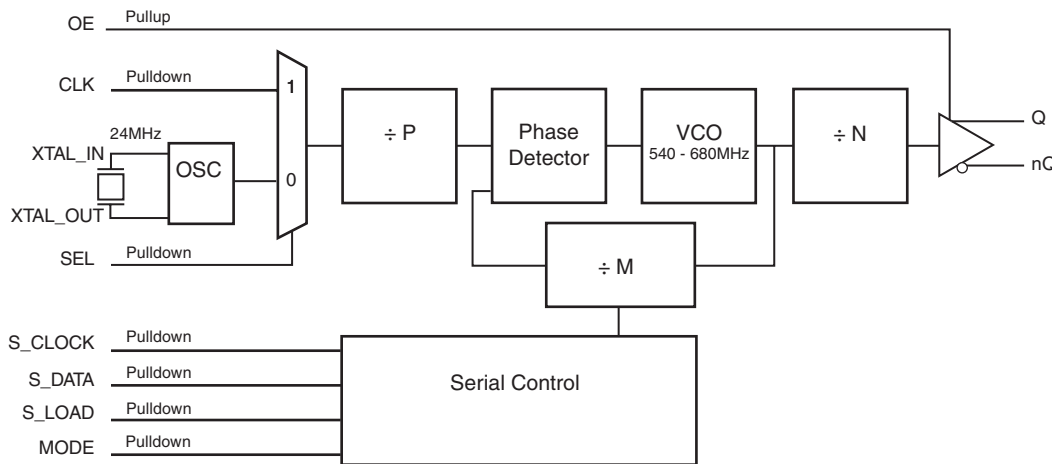 OE Pullup
CLK Pulldown
1
24MHz
XTAL_IN
OSC
0
XTAL_OUT
SEL Pulldown
÷ P
Phase
Detector
VCO
540 - 680MHz
÷ N
Q
nQ
÷ M
S_CLOCK Pulldown
S_DATA Pulldown
S_LOAD Pulldown
MODE Pulldown
Serial Control